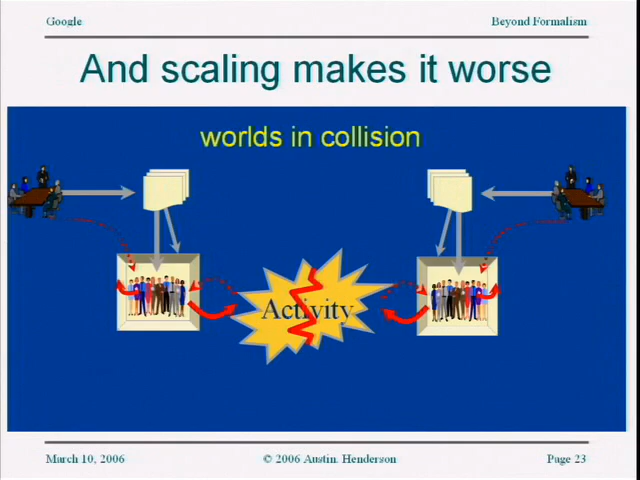 Google
Beyond Formalism
And scaling makes it worse
worlds in collision
Activity
March 10, 2006
© 2006 Austin. Henderson
Page 23